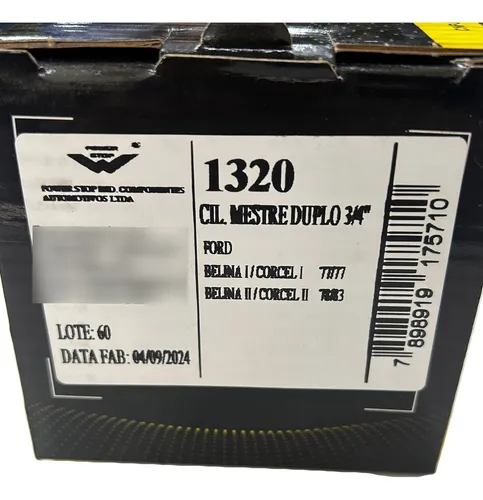 POWER
STOP
POWER STOP IND. COMPONENTES
AUTOMOTIVOS LTDA
LOTE: 60
DATA FAB: 04/09/2024
1320
CIL. MESTRE DUPLO 3/4"
FORD
BELINA I / CORCEL I
BELINA II / CORCEL II
7 898919 175710